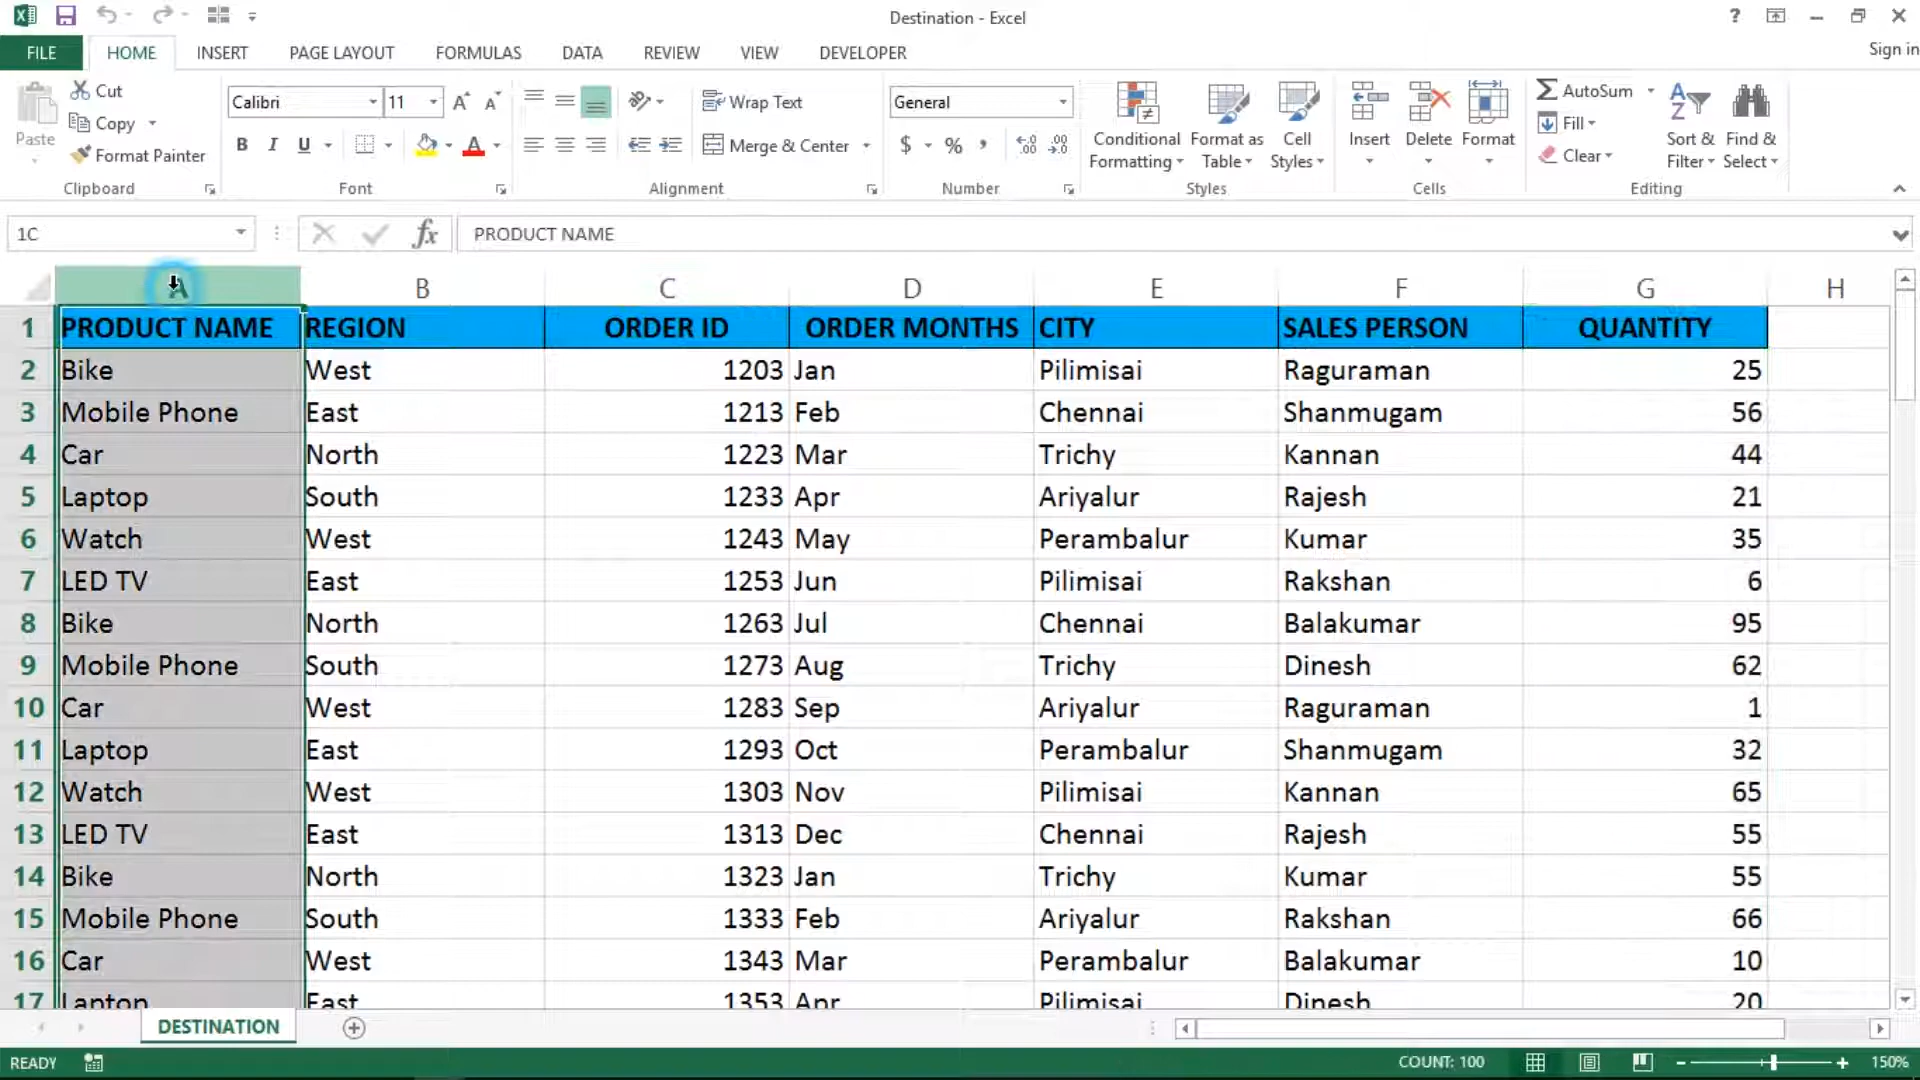 Destination - Excel
?
Sign in
FILE HOME INSERT PAGE LAYOUT FORMULAS DATA REVIEW VIEW DEVELOPER
Paste
Cut
Copy
Format Painter
Clipboard
Calibri 11
B I U A
Font
Wrap Text
Merge & Center
Alignment
General
$ % ,
Number
Conditional Formatting
Format as Table
Cell Styles
Styles
Insert
Delete
Format
Cells
AutoSum
Fill
Clear
Sort & Filter
Find & Select
Editing
1C fx PRODUCT NAME
A B C D E F G H
1 PRODUCT NAME REGION ORDER ID ORDER MONTHS CITY SALES PERSON QUANTITY
2 Bike West 1203 Jan Pilimisai Raguraman 25
3 Mobile Phone East 1213 Feb Chennai Shanmugam 56
4 Car North 1223 Mar Trichy Kannan 44
5 Laptop South 1233 Apr Ariyalur Rajesh 21
6 Watch West 1243 May Perambalur Kumar 35
7 LED TV East 1253 Jun Pilimisai Rakshan 6
8 Bike North 1263 Jul Chennai Balakumar 95
9 Mobile Phone South 1273 Aug Trichy Dinesh 62
10 Car West 1283 Sep Ariyalur Raguraman 1
11 Laptop East 1293 Oct Perambalur Shanmugam 32
12 Watch West 1303 Nov Pilimisai Kannan 65
13 LED TV East 1313 Dec Chennai Rajesh 55
14 Bike North 1323 Jan Trichy Kumar 55
15 Mobile Phone South 1333 Feb Ariyalur Rakshan 66
16 Car West 1343 Mar Perambalur Balakumar 10
17 Laptop East 1353 Apr Pilimisai Dinesh 20
DESTINATION
READY COUNT: 100 150%